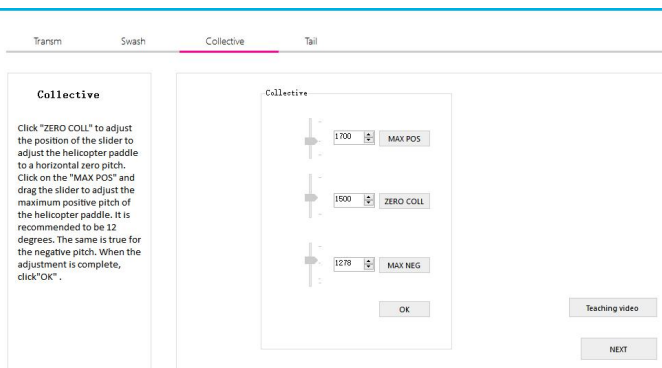 Transm Swash Collective Tail
Collective
Click "ZERO COLL" to adjust
the position of the slider to
adjust the helicopter paddle
to a horizontal zero pitch.
Click on the "MAX POS" and
drag the slider to adjust the
maximum positive pitch of
the helicopter paddle. It is
recommended to be 12
degrees. The same is true for
the negative pitch. When the
adjustment is complete,
click"OK" .
Collective
1700 MAX POS
1500 ZERO COLL
1278 MAX NEG
OK
Teaching video
NEXT